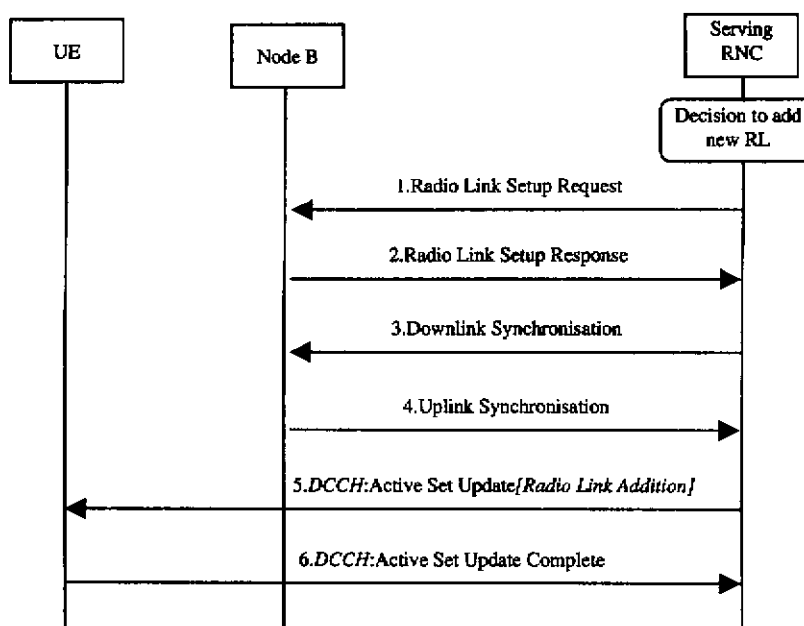 UE
Node B
Serving
RNC
Decision to add
new RL
1.Radio Link Setup Request
2.Radio Link Setup Response
3.Downlink Synchronisation
4.Uplink Synchronisation
5.DCCH:Active Set Update[Radio Link Addition]
6.DCCH:Active Set Update Complete